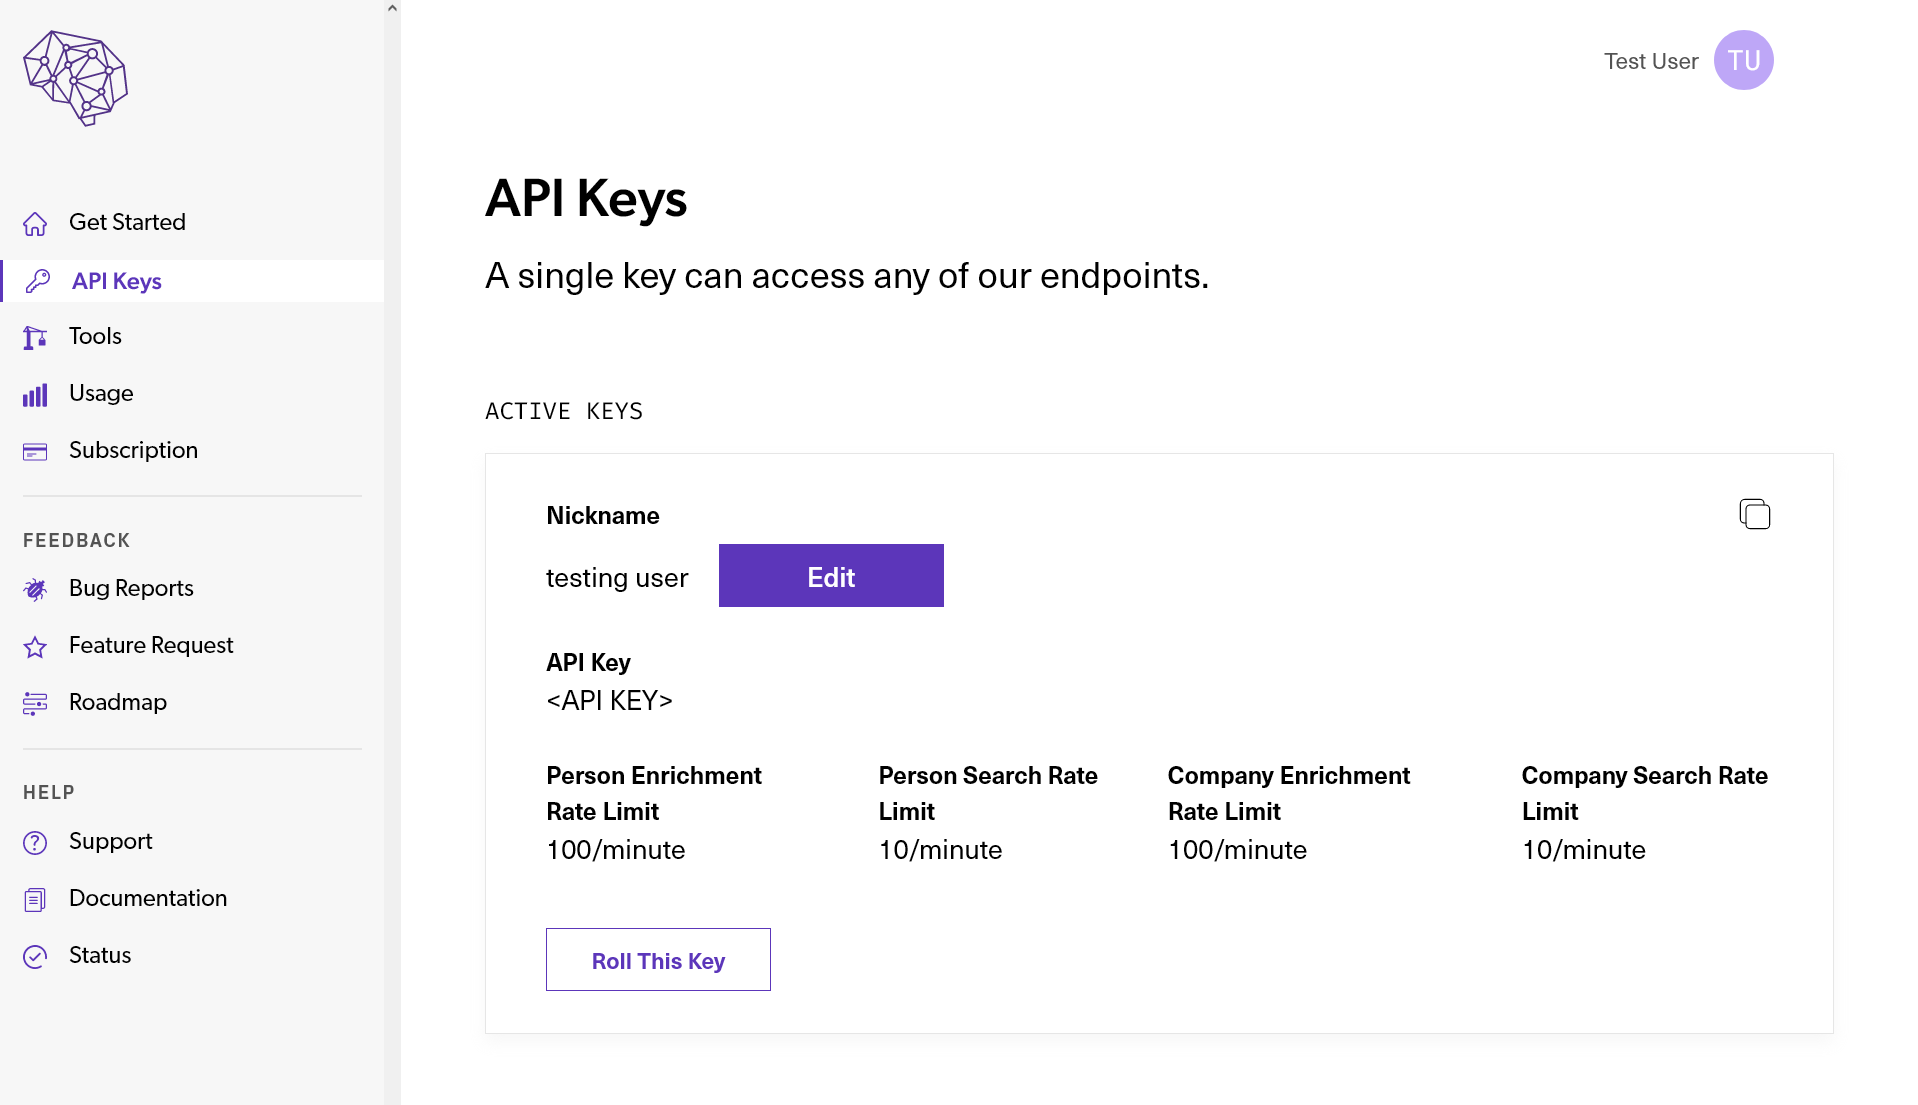 Test User
TU
Get Started
API Keys
Tools
Usage
Subscription
FEEDBACK
Bug Reports
Feature Request
Roadmap
HELP
Support
Documentation
Status
API Keys
A single key can access any of our endpoints.
ACTIVE KEYS
Nickname
testing user
Edit
API Key
<API KEY>
Person Enrichment
Rate Limit
100/minute
Person Search Rate
Limit
10/minute
Company Enrichment
Rate Limit
100/minute
Company Search Rate
Limit
10/minute
Roll This Key